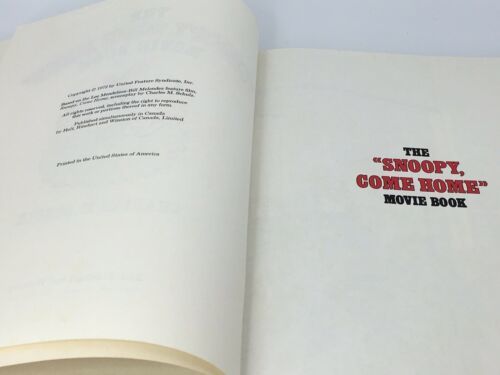 Copyright © 1972 by United Feature Syndicate, Inc.
Based on the Lee Mendelson-Bill Melendez feature film,
Snoopy, Come Home, screenplay by Charles M. Schulz.
All rights reserved, including the right to reproduce
this work or portions thereof in any form.
Published simultaneously in Canada
by Holt, Rinehart and Winston of Canada, Limited
Printed in the United States of America
THE
"SNOOPY,
COME HOME"
MOVIE BOOK